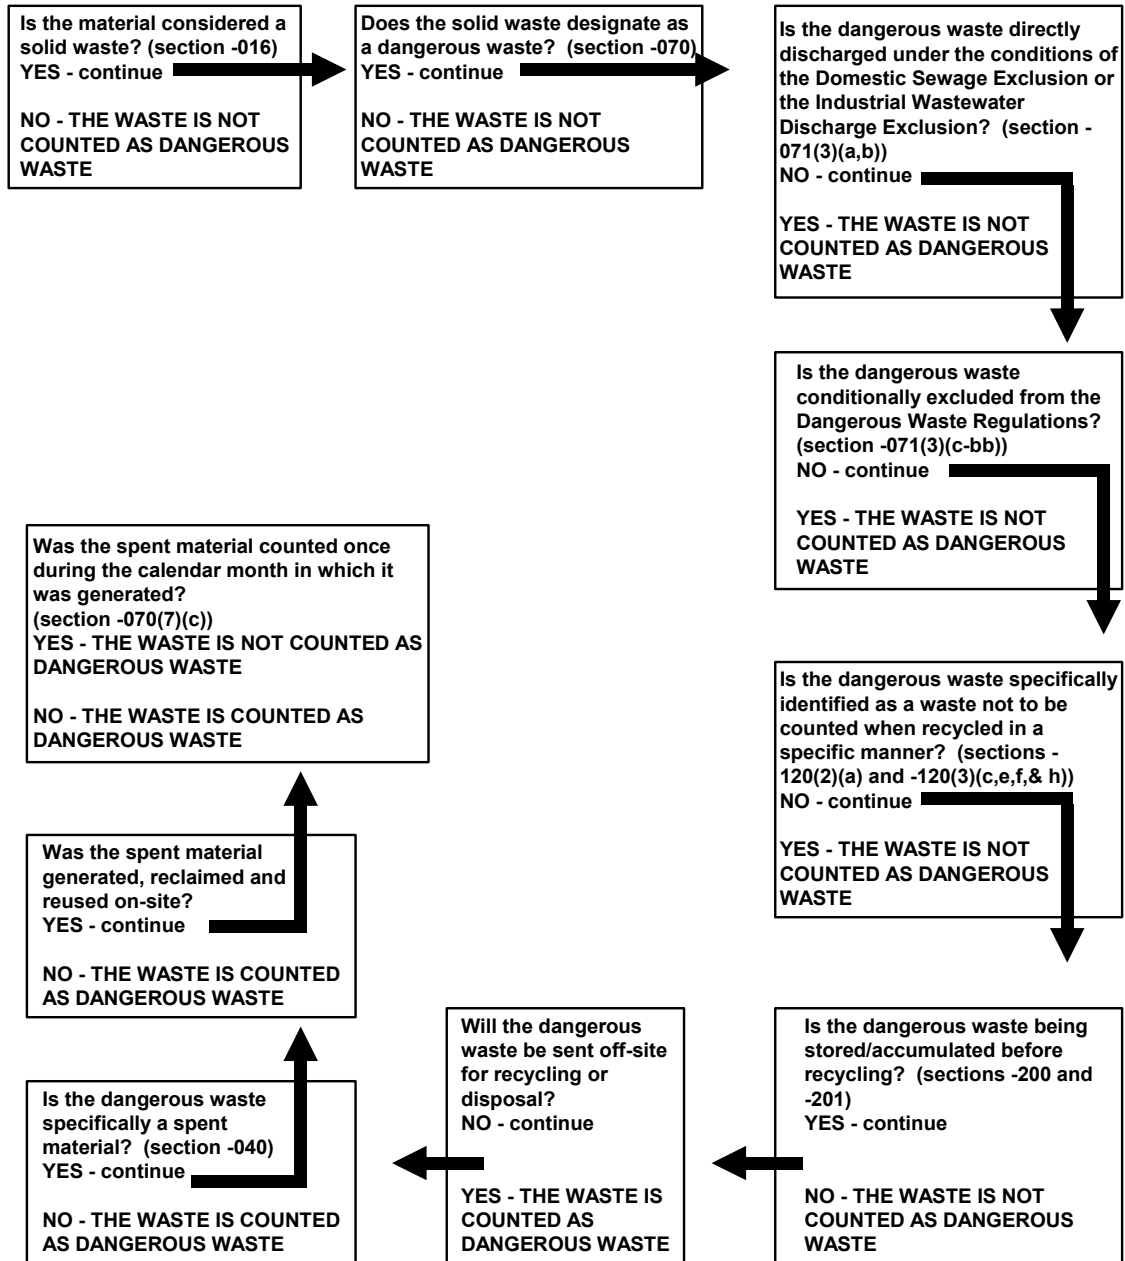 Is the material considered a
solid waste? (section -016)
YES - continue
NO - THE WASTE IS NOT
COUNTED AS DANGEROUS
WASTE
Does the solid waste designate as
a dangerous waste?  (section -070)
YES - continue
NO - THE WASTE IS NOT
COUNTED AS DANGEROUS
WASTE
Is the dangerous waste directly
discharged under the conditions of
the Domestic Sewage Exclusion or
the Industrial Wastewater
Discharge Exclusion?  (section -
071(3)(a,b))
NO - continue
YES - THE WASTE IS NOT
COUNTED AS DANGEROUS
WASTE
Is the dangerous waste
conditionally excluded from the
Dangerous Waste Regulations?
(section -071(3)(c-bb))
NO - continue
YES - THE WASTE IS NOT
COUNTED AS DANGEROUS
WASTE
Is the dangerous waste specifically
identified as a waste not to be
counted when recycled in a
specific manner?  (sections -
120(2)(a) and -120(3)(c,e,f,& h))
NO - continue
YES - THE WASTE IS NOT
COUNTED AS DANGEROUS
WASTE
Is the dangerous waste being
stored/accumulated before
recycling?  (sections -200 and
-201)
YES - continue
NO - THE WASTE IS NOT
COUNTED AS DANGEROUS
WASTE
Will the dangerous
waste be sent off-site
for recycling or
disposal?
NO - continue
YES - THE WASTE IS
COUNTED AS
DANGEROUS WASTE
Is the dangerous waste
specifically a spent
material?  (section -040)
YES - continue
NO - THE WASTE IS COUNTED
AS DANGEROUS WASTE
Was the spent material
generated, reclaimed and
reused on-site?
YES - continue
NO - THE WASTE IS COUNTED
AS DANGEROUS WASTE
Was the spent material counted once
during the calendar month in which it
was generated?
(section -070(7)(c))
YES - THE WASTE IS NOT COUNTED AS
DANGEROUS WASTE
NO - THE WASTE IS COUNTED AS
DANGEROUS WASTE